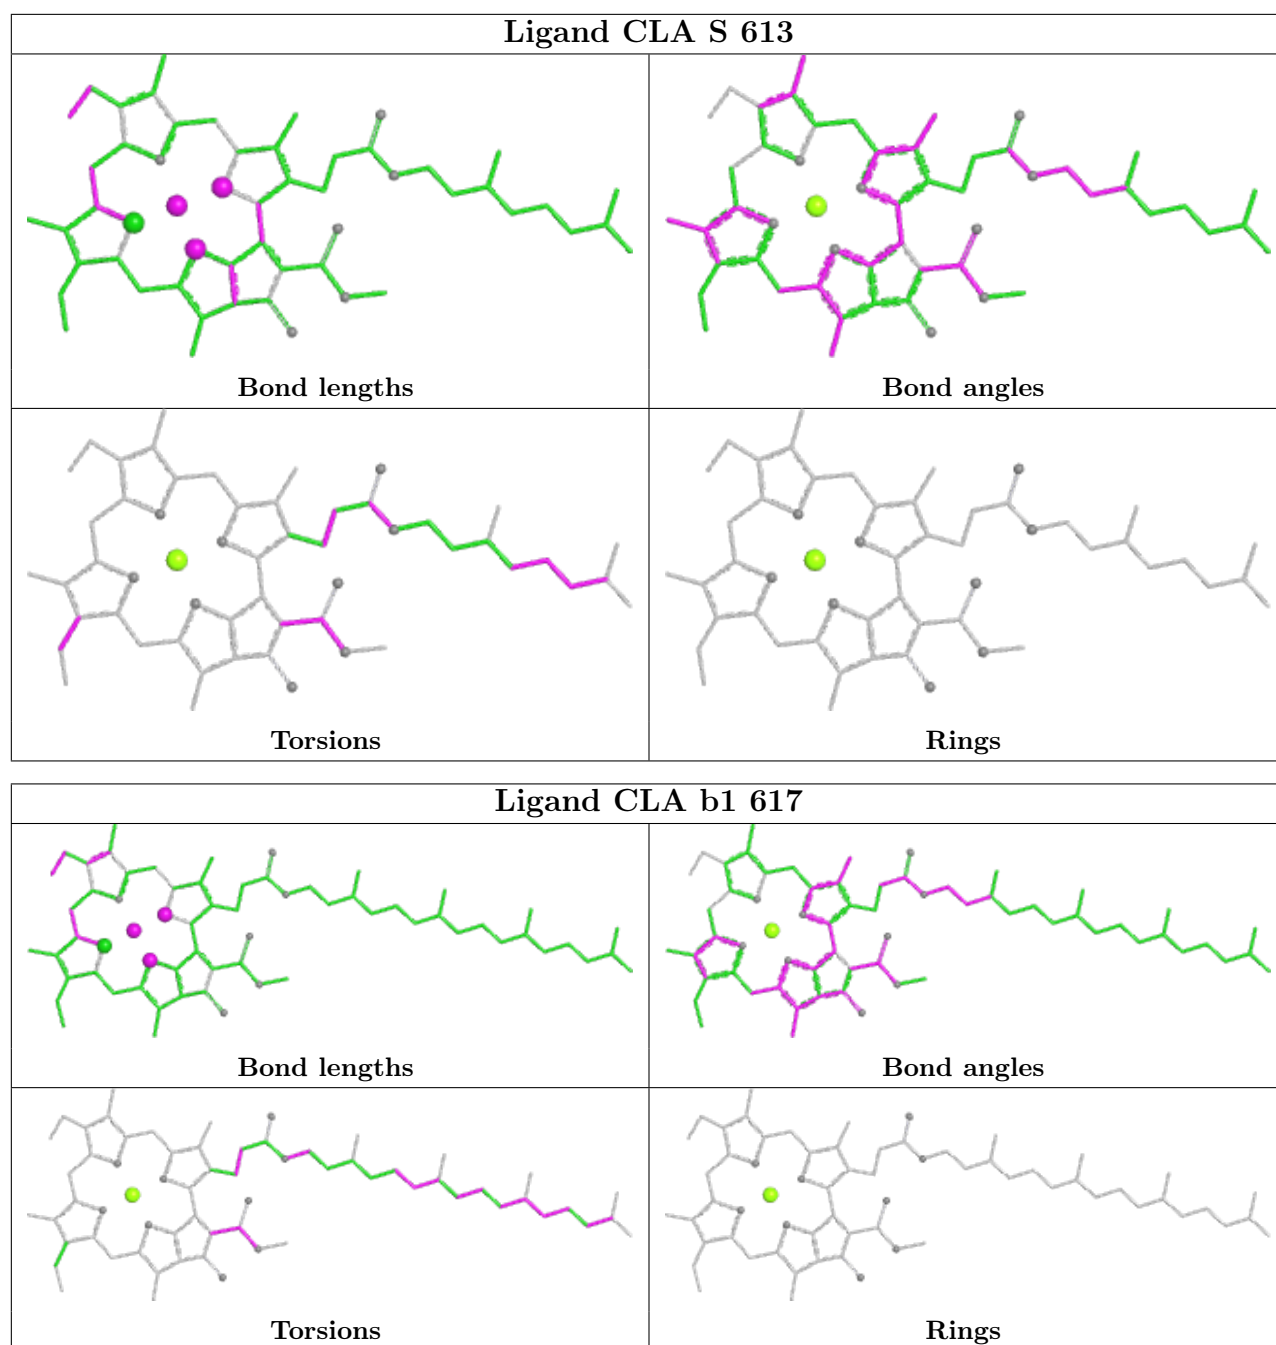 Ligand CLA S 613
Bond lengths
Bond angles
Torsions
Rings
Ligand CLA b1 617
Bond lengths
Bond angles
Torsions
Rings